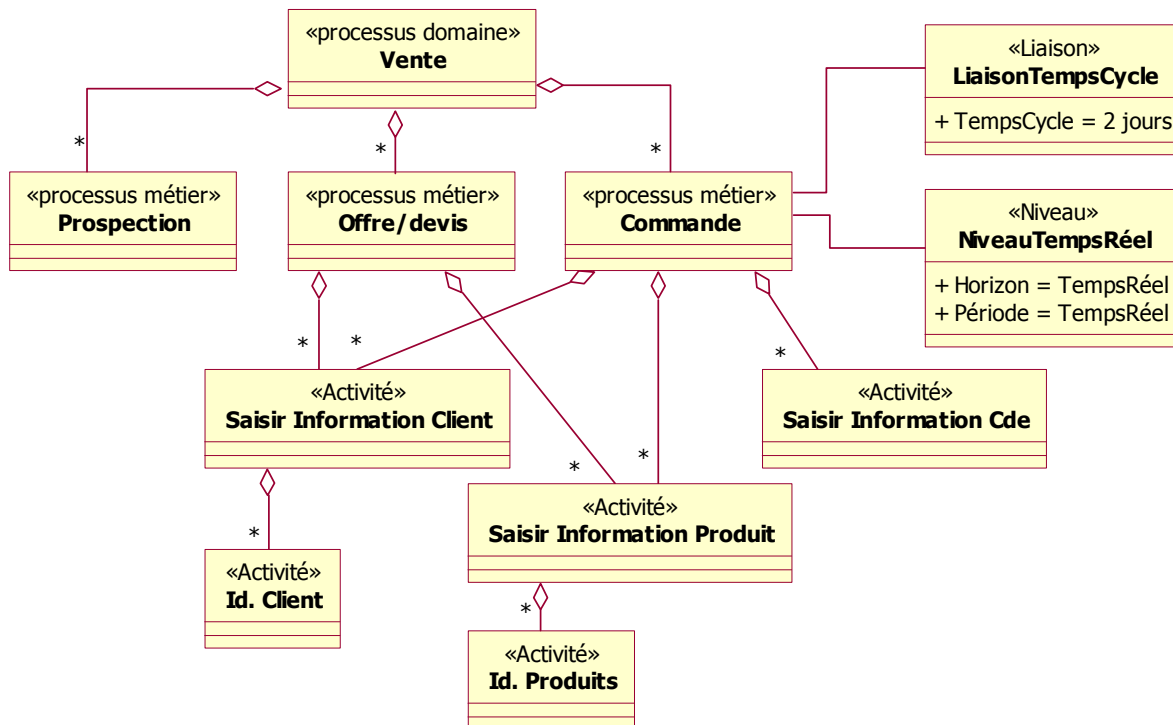 «processus domaine»
Vente
«Liaison»
LiaisonTempsCycle
+ TempsCycle = 2 jours
*
*
*
«processus métier»
Prospection
«processus métier»
Offre/devis
«processus métier»
Commande
«Niveau»
NiveauTempsRéel
+ Horizon = TempsRéel
+ Période = TempsRéel
*
*
*
«Activité»
Saisir Information Client
«Activité»
Saisir Information Cde
*
*
«Activité»
Saisir Information Produit
*
«Activité»
Id. Client
*
«Activité»
Id. Produits